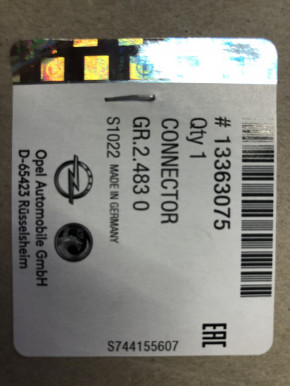 # 13363075
Qty 1
CONNECTOR
GR.2.483 0
S1022 MADE IN GERMANY
Opel Automobile GmbH
D-65423 Rüsselsheim
EAC
S744155607